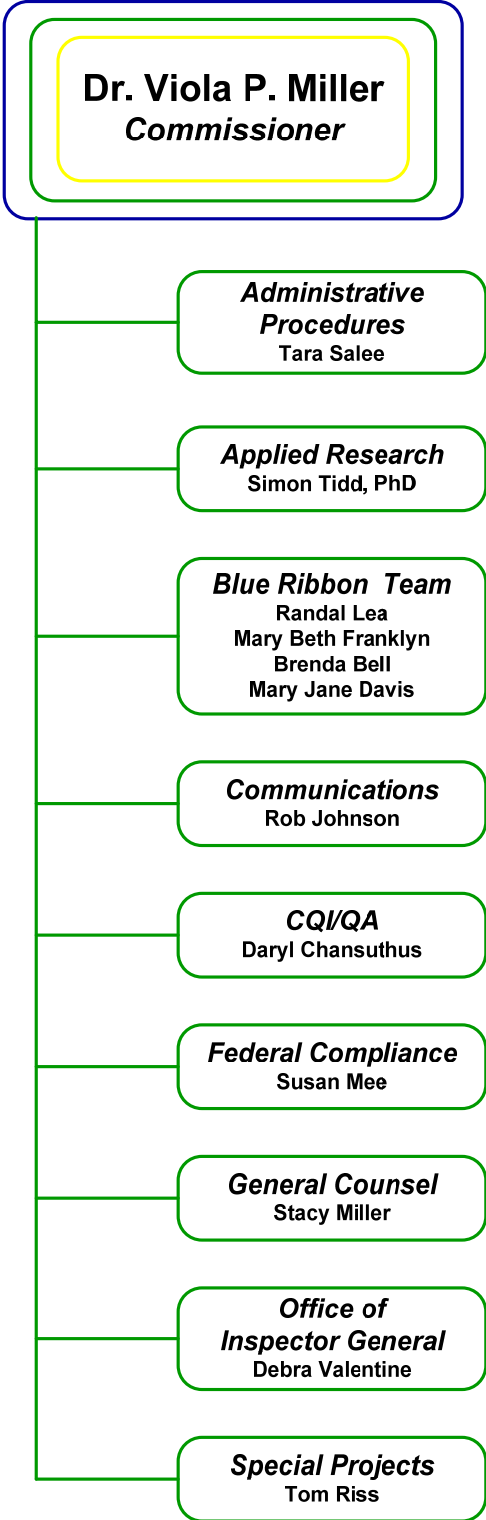 Dr. Viola P. Miller
Commissioner
Administrative
Procedures
Tara Salee
Applied Research
Simon Tidd, PhD
Blue Ribbon Team
Randal Lea
Mary Beth Franklyn
Brenda Bell
Mary Jane Davis
Communications
Rob Johnson
CQI/QA
Daryl Chansuthus
Federal Compliance
Susan Mee
General Counsel
Stacy Miller
Office of
Inspector General
Debra Valentine
Special Projects
Tom Riss